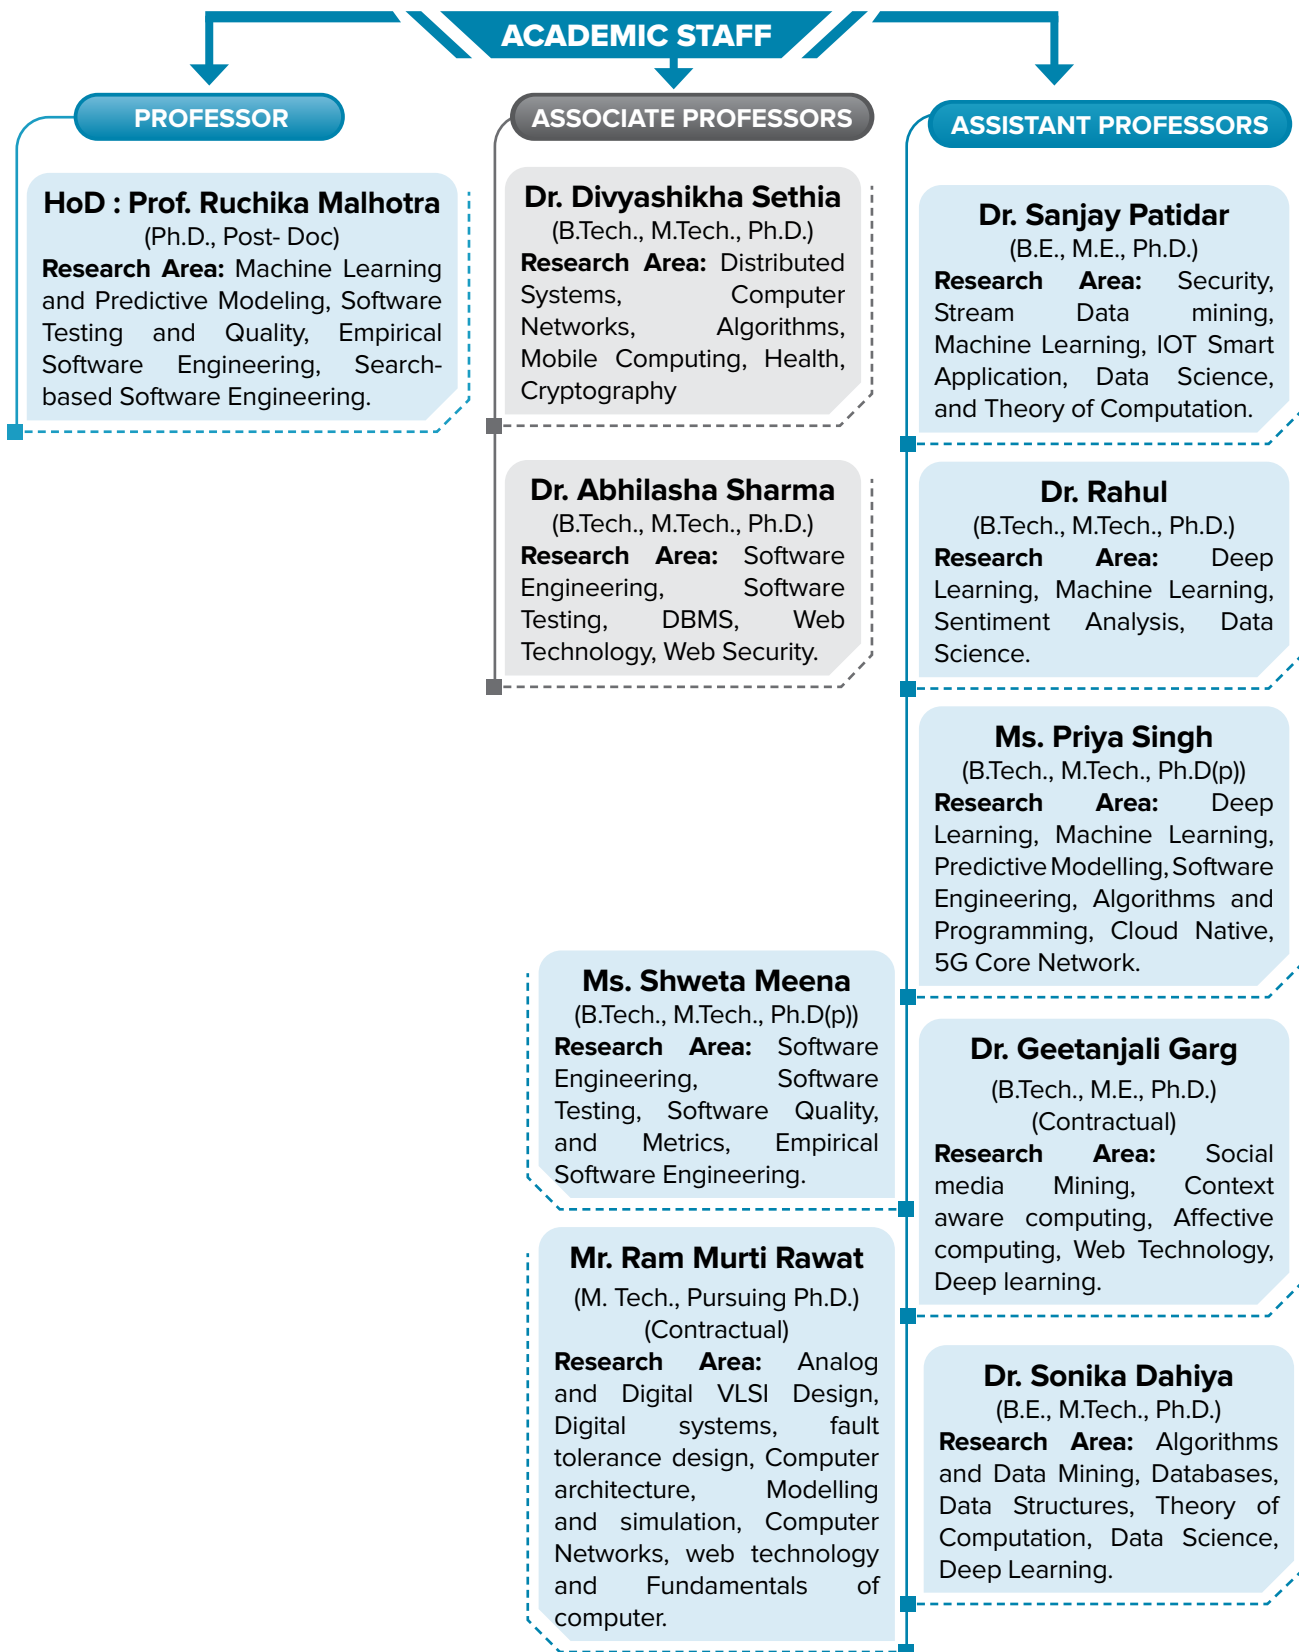 ACADEMIC STAFF
PROFESSOR
HoD : Prof. Ruchika Malhotra
(Ph.D., Post- Doc)
Research Area: Machine Learning
and Predictive Modeling, Software
Testing and Quality, Empirical
Software Engineering, Search-
based Software Engineering.
ASSOCIATE PROFESSORS
Dr. Divyashikha Sethia
(B.Tech., M.Tech., Ph.D.)
Research Area: Distributed
Systems, Computer
Networks, Algorithms,
Mobile Computing, Health,
Cryptography
Dr. Abhilasha Sharma
(B.Tech., M.Tech., Ph.D.)
Research Area: Software
Engineering, Software
Testing, DBMS, Web
Technology, Web Security.
ASSISTANT PROFESSORS
Dr. Sanjay Patidar
(B.E., M.E., Ph.D.)
Research Area: Security,
Stream Data mining,
Machine Learning, IOT Smart
Application, Data Science,
and Theory of Computation.
Dr. Rahul
(B.Tech., M.Tech., Ph.D.)
Research Area: Deep
Learning, Machine Learning,
Sentiment Analysis, Data
Science.
Ms. Priya Singh
(B.Tech., M.Tech., Ph.D(p))
Research Area: Deep
Learning, Machine Learning,
Predictive Modelling, Software
Engineering, Algorithms and
Programming, Cloud Native,
5G Core Network.
Ms. Shweta Meena
(B.Tech., M.Tech., Ph.D(p))
Research Area: Software
Engineering, Software
Testing, Software Quality,
and Metrics, Empirical
Software Engineering.
Dr. Geetanjali Garg
(B.Tech., M.E., Ph.D.)
(Contractual)
Research Area: Social
media Mining, Context
aware computing, Affective
computing, Web Technology,
Deep learning.
Mr. Ram Murti Rawat
(M. Tech., Pursuing Ph.D.)
(Contractual)
Research Area: Analog
and Digital VLSI Design,
Digital systems, fault
tolerance design, Computer
architecture, Modelling
and simulation, Computer
Networks, web technology
and Fundamentals of
computer.
Dr. Sonika Dahiya
(B.E., M.Tech., Ph.D.)
Research Area: Algorithms
and Data Mining, Databases,
Data Structures, Theory of
Computation, Data Science,
Deep Learning.